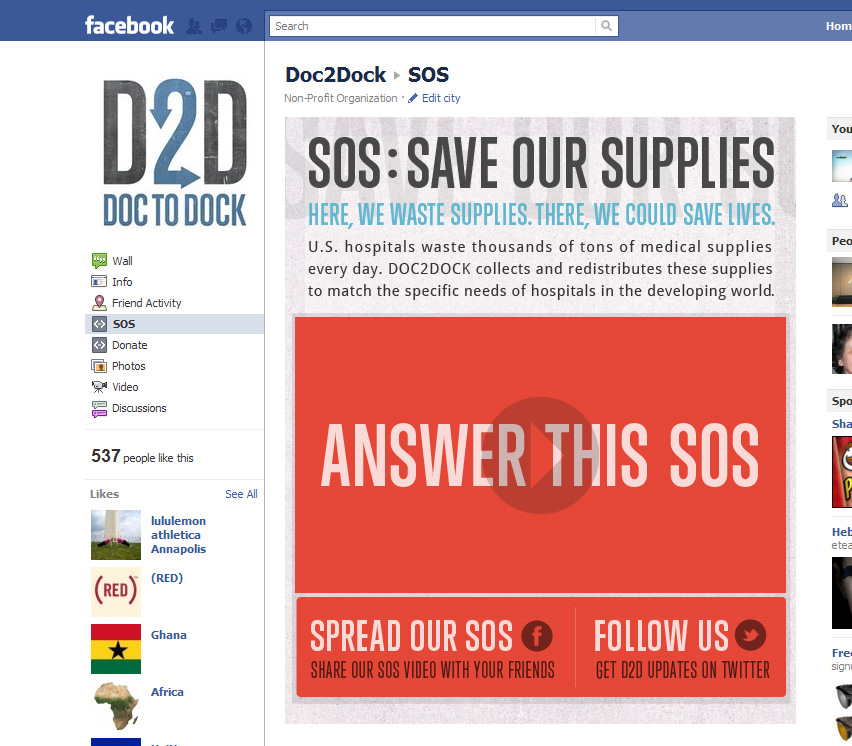 facebook
Search
Hom
D2D
DOC TO DOCK
Wall
Info
Friend Activity
SOS
Donate
Photos
Video
Discussions
537 people like this
Likes
See All
lululemon
athletica
Annapolis
(RED)
(RED)
Ghana
Africa
Doc2Dock ▸ SOS
Non-Profit Organization · Edit city
SOS: SAVE OUR SUPPLIES
HERE, WE WASTE SUPPLIES. THERE, WE COULD SAVE LIVES.
U.S. hospitals waste thousands of tons of medical supplies
every day. DOC2DOCK collects and redistributes these supplies
to match the specific needs of hospitals in the developing world.
ANSWER THIS SOS
SPREAD OUR SOS
SHARE OUR SOS VIDEO WITH YOUR FRIENDS
FOLLOW US
GET D2D UPDATES ON TWITTER
You
Peo
Spo
Sha
Heb
etea
Free
signu